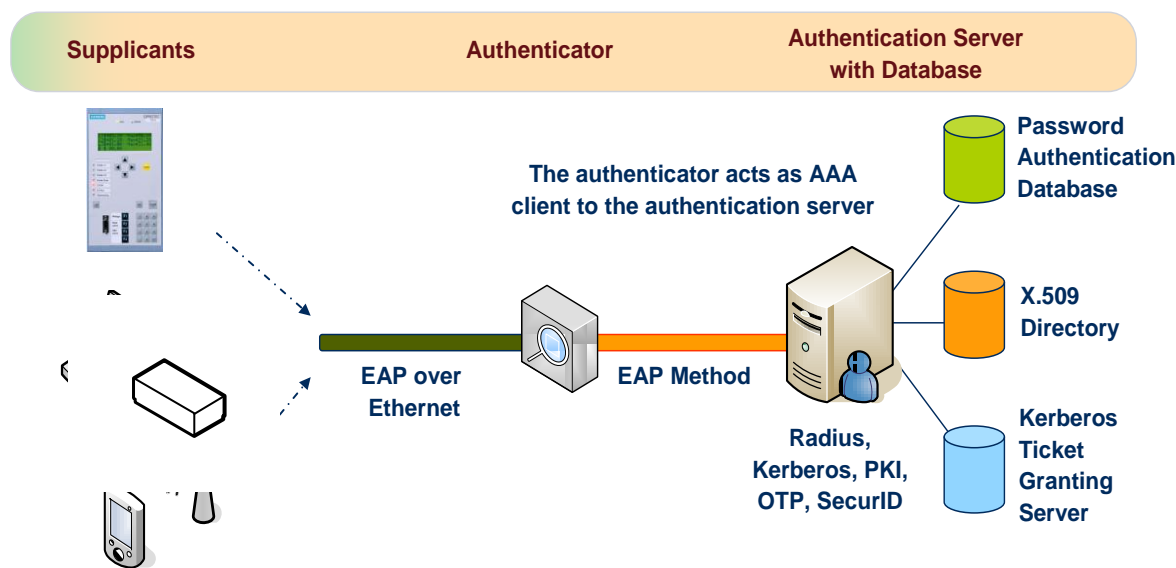 Supplicants
Authenticator
Authentication Server
with Database
The authenticator acts as AAA
client to the authentication server
Password
Authentication
Database
X.509
Directory
EAP over
Ethernet
EAP Method
Radius,
Kerberos, PKI,
OTP, SecurID
Kerberos
Ticket
Granting
Server